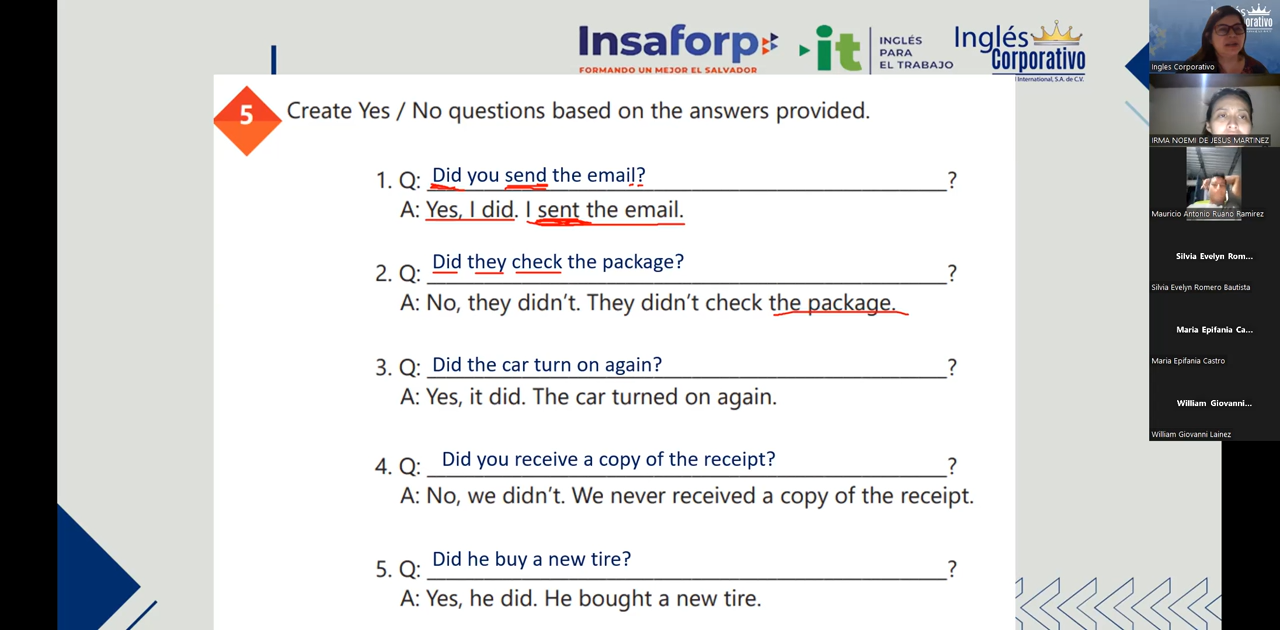 Insaforp
FORMANDO UN MEJOR EL SALVADOR
it
INGLÉS
PARA
EL TRABAJO
Inglés
Corporativo
International, S.A. de C.V.
5
Create Yes / No questions based on the answers provided.
1. Q: Did you send the email? ?
A: Yes, I did. I sent the email.
2. Q: Did they check the package? ?
A: No, they didn't. They didn't check the package.
3. Q: Did the car turn on again? ?
A: Yes, it did. The car turned on again.
4. Q: Did you receive a copy of the receipt? ?
A: No, we didn't. We never received a copy of the receipt.
5. Q: Did he buy a new tire? ?
A: Yes, he did. He bought a new tire.
Ingles Corporativo
IRMA NOEMI DE JESUS MARTINEZ
Mauricio Antonio Ruano Ramirez
Silvia Evelyn Rom...
Silvia Evelyn Romero Bautista
Maria Epifania Ca...
Maria Epifania Castro
William Giovanni...
William Giovanni Lainez